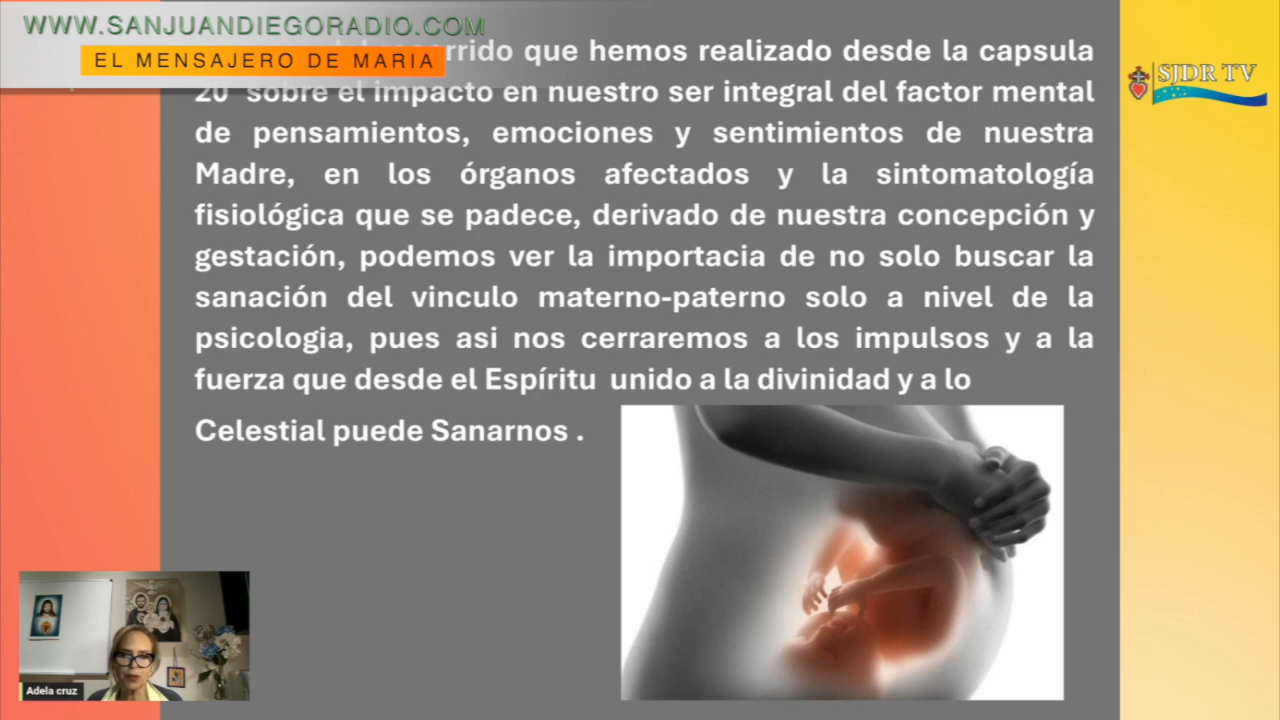 WWW.SANJUANDIEGORADIO.COM
EL MENSAJERO DE MARIA
SJDR TV
recorrido que hemos realizado desde la capsula
20 sobre el impacto en nuestro ser integral del factor mental
de pensamientos, emociones y sentimientos de nuestra
Madre, en los órganos afectados y la sintomatología
fisiológica que se padece, derivado de nuestra concepción y
gestación, podemos ver la importacia de no solo buscar la
sanación del vinculo materno-paterno solo a nivel de la
psicologia, pues asi nos cerraremos a los impulsos y a la
fuerza que desde el Espíritu unido a la divinidad y a lo
Celestial puede Sanarnos .
Adela cruz